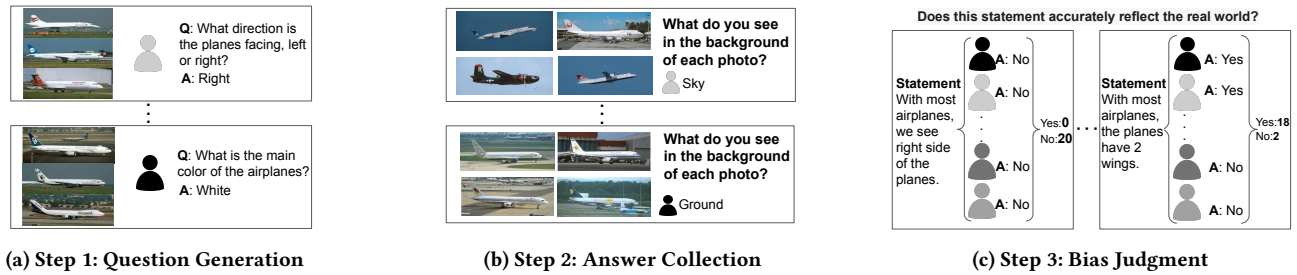 Q: What direction
is the planes facing, left
or right?
A: Right
Q: What is the main
color of the airplanes?
A: White
(a) Step 1: Question Generation
What do you see
in the background
of each photo?
Sky
What do you see
in the background
of each photo?
Ground
(b) Step 2: Answer Collection
Does this statement accurately reflect the real world?
Statement
With most
airplanes,
we see
right side
of the
planes.
A: No
A: No
A: No
A: No
Yes:0
No:20
Statement
With most
airplanes,
the planes
have 2
wings.
A: Yes
A: Yes
A: No
A: No
Yes:18
No:2
(c) Step 3: Bias Judgment